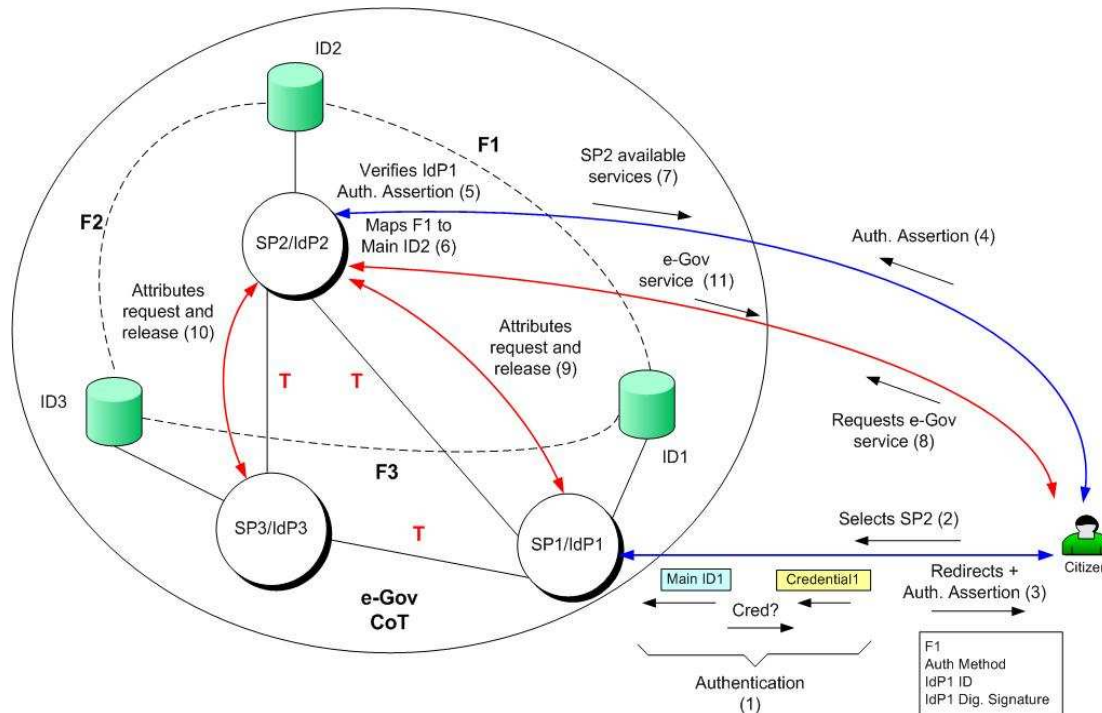 ID2
F1
SP2 available
services (7)
Verifies IdP1
Auth. Assertion (5)
F2
SP2/IdP2
Maps F1 to
Main ID2 (6)
Auth. Assertion (4)
e-Gov
service (11)
Attributes
request and
release (10)
Attributes
request and
release (9)
T
T
ID3
ID1
Requests e-Gov
service (8)
F3
SP3/IdP3
T
SP1/IdP1
Selects SP2 (2)
Citizen
Main ID1
Credential1
Redirects +
Auth. Assertion (3)
Cred?
e-Gov
CoT
F1
Auth Method
IdP1 ID
IdP1 Dig. Signature
Authentication
(1)